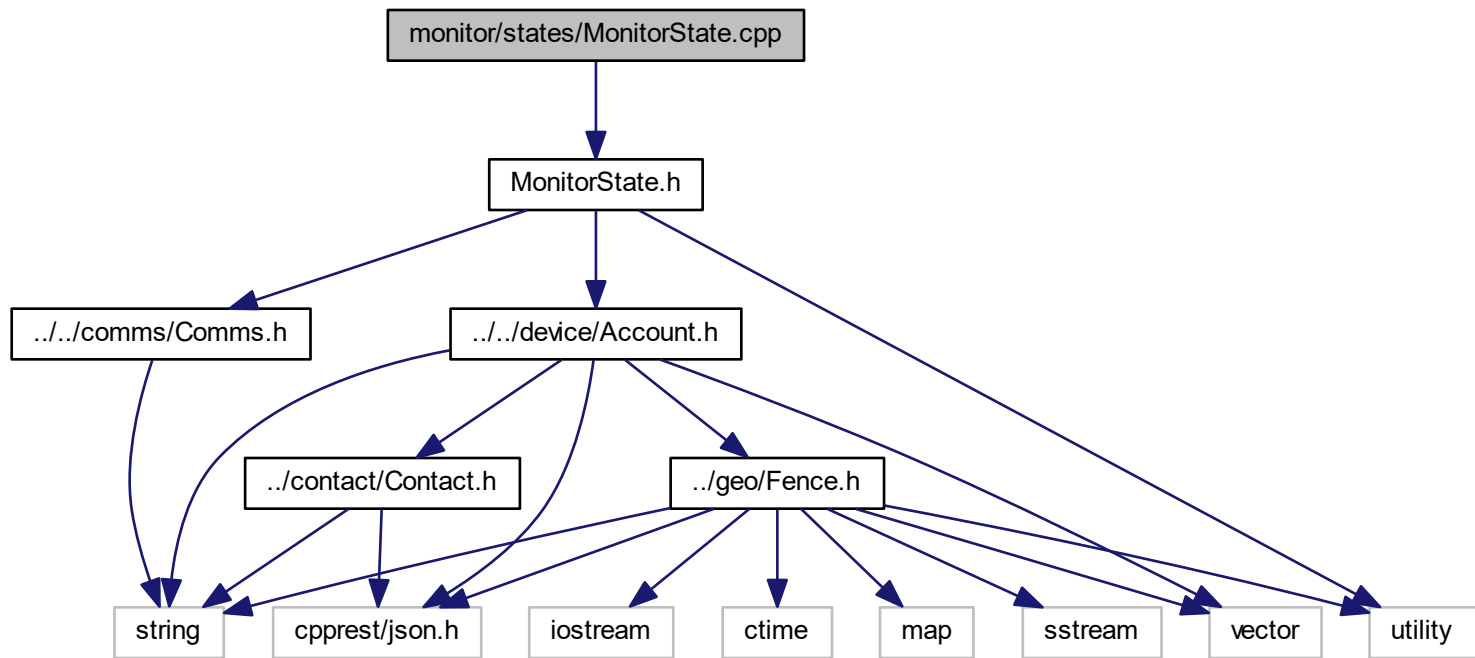 monitor/states/MonitorState.cpp
MonitorState.h
../../comms/Comms.h
../../device/Account.h
../contact/Contact.h
../geo/Fence.h
string
cpprest/json.h
iostream
ctime
map
sstream
vector
utility